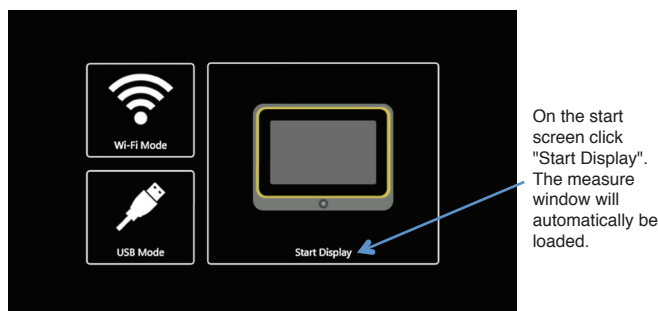 Wi-Fi Mode
USB Mode
Start Display
On the start
screen click
"Start Display".
The measure
window will
automatically be
loaded.